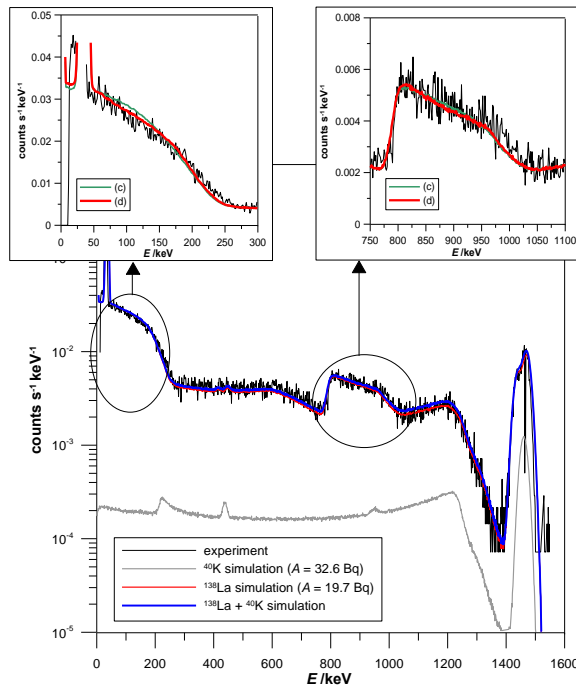 0.05
0.04
0.03
0.02
0.01
0
counts s⁻¹ keV⁻¹
(c)
(d)
0 50 100 150 200 250 300
E /keV
0.008
0.006
0.004
0.002
0
counts s⁻¹ keV⁻¹
(c)
(d)
750 800 850 900 950 1000 1050 1100
E /keV
10⁻²
10⁻³
10⁻⁴
10⁻⁵
counts s⁻¹ keV⁻¹
experiment
⁴⁰K simulation (A = 32.6 Bq)
¹³⁸La simulation (A = 19.7 Bq)
¹³⁸La + ⁴⁰K simulation
0 200 400 600 800 1000 1200 1400 1600
E /keV